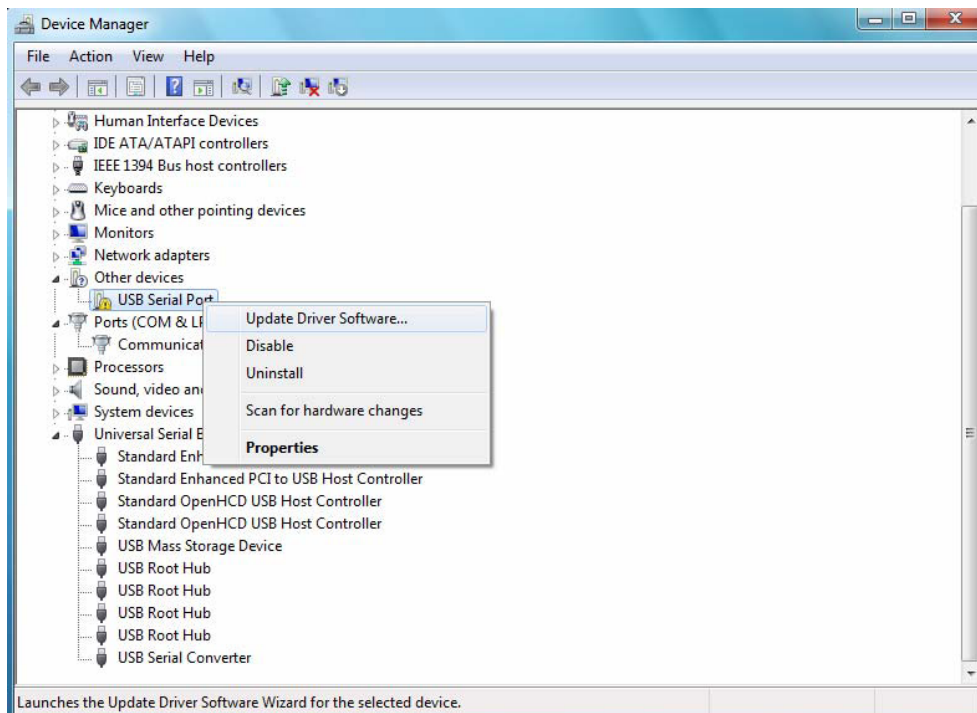 Device Manager
File Action View Help
Human Interface Devices
IDE ATA/ATAPI controllers
IEEE 1394 Bus host controllers
Keyboards
Mice and other pointing devices
Monitors
Network adapters
Other devices
USB Serial Port
Update Driver Software...
Ports (COM &
Disable
Uninstall
Processors
Sound, video
Scan for hardware changes
System devices
Universal Serial
Properties
Standard
Standard Enhanced PCI to USB Host Controller
Standard OpenHCD USB Host Controller
Standard OpenHCD USB Host Controller
USB Mass Storage Device
USB Root Hub
USB Root Hub
USB Root Hub
USB Root Hub
USB Serial Converter
Launches the Update Driver Software Wizard for the selected device.